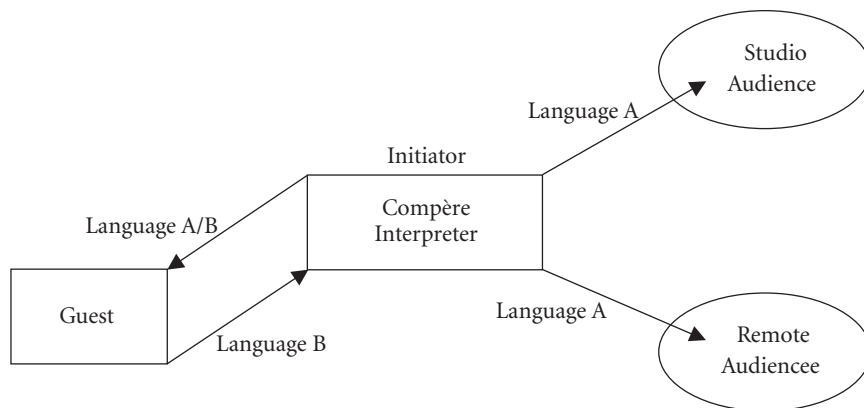 Studio
Audience
Language A
Initiator
Compère
Interpreter
Language A/B
Guest
Language B
Language A
Remote
Audiencee